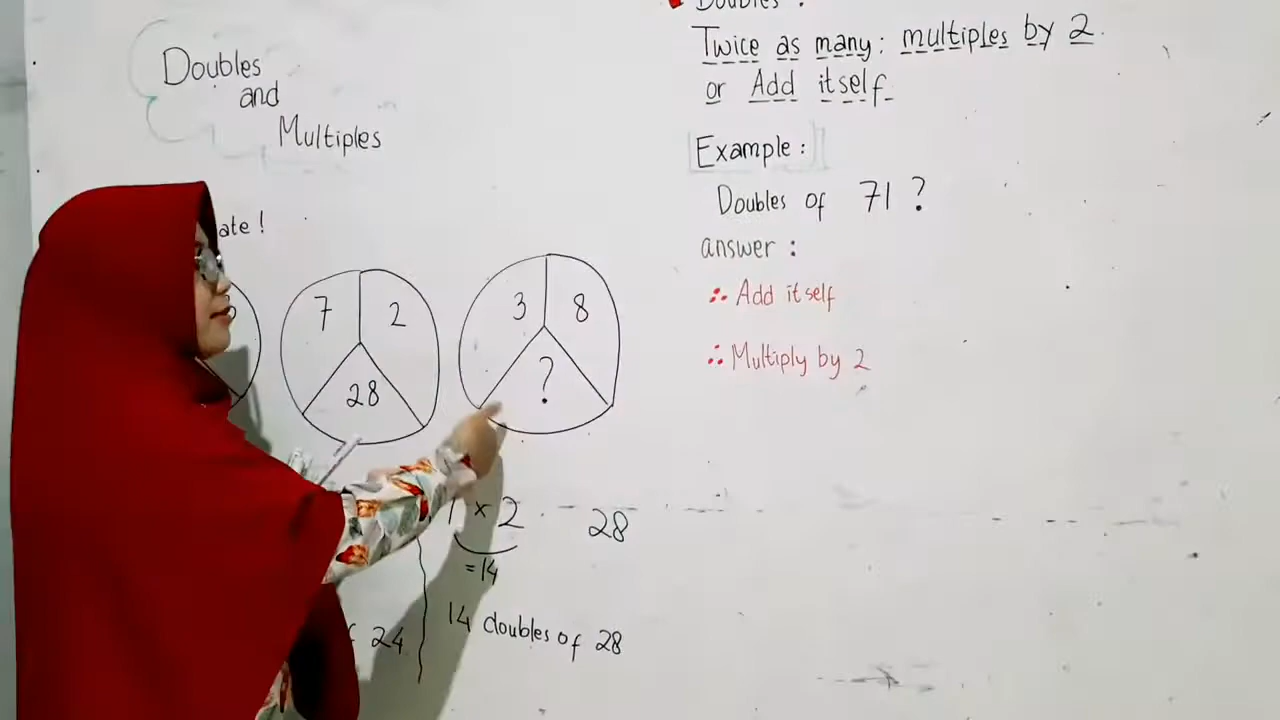 Doubles
and
Multiples
ate !
7 2
28
3 8
?
× 2 28
= 14
14 doubles of 28
24
Doubles :
Twice as many : multiples by 2.
or Add itself
Example :
Doubles of 71 ?
answer :
∴ Add itself
∴ Multiply by 2